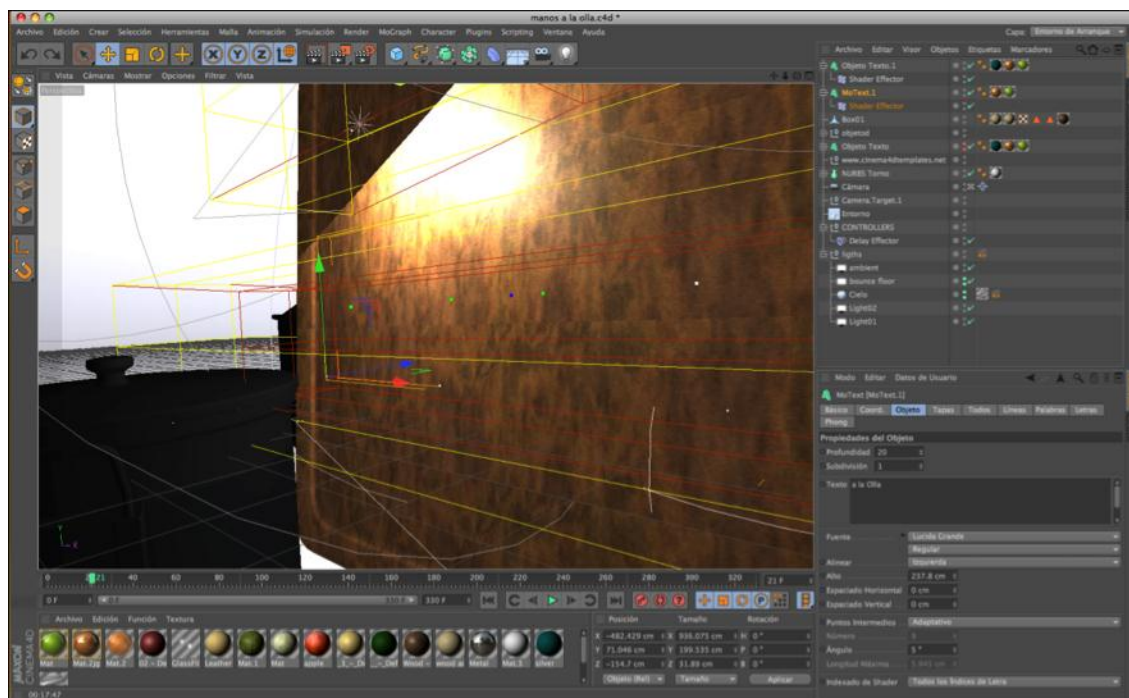 manos a la olla.c4d *
Archivo Edición Crear Selección Herramientas Malla Animación Simulación Render MoGraph Character Plugins Scripting Ventana Ayuda
Capa: Entorno de Arranque
Vista Cámaras Mostrar Opciones Filtrar Vista
Perspectiva
X Y Z
Archivo Editar Visor Objetos Etiquetas Marcadores
Objeto Texto.1
Shader Effector
MoText.1
Shader Effector
Box01
objetod
Objeto Texto
www.cinema4dtemplates.net
NURBS Torno
Cámara
Camera.Target.1
Entorno
CONTROLLERS
Delay Effector
ligths
ambient
bounce floor
Cielo
Light02
Light01
Modo Editar Datos de Usuario
MoText [MoText.1]
Básico Coord. Objeto Tapas Todos Líneas Palabras Letras
Phong
Propiedades del Objeto
Profundidad 20
Subdivisión 1
Texto a la Olla
Fuente Lucida Grande
Regular
Alinear Izquierda
Alto 237.8 cm
Espaciado Horizontal 0 cm
Espaciado Vertical 0 cm
Puntos Intermedios Adaptativo
Número
Ángulo 5 °
Longitud Máxima
Indexado de Shader Todos los Índices de Letra
0 21 40 60 80 100 120 140 160 180 200 220 240 260 280 300 320 21 F
0 F 330 F 330 F
Archivo Edición Función Textura
Mat Mat.2 Leather Mat.1 Mat apple Wood Metal Mat.3 silver
Posición Tamaño Rotación
X -482.429 cm X 936.075 cm H 0 °
Y 71.046 cm Y 199.335 cm P 0 °
Z -154.7 cm Z 31.89 cm B 0 °
Objeto (Rel) Tamaño Aplicar
MAXON CINEMA 4D
00:17:47